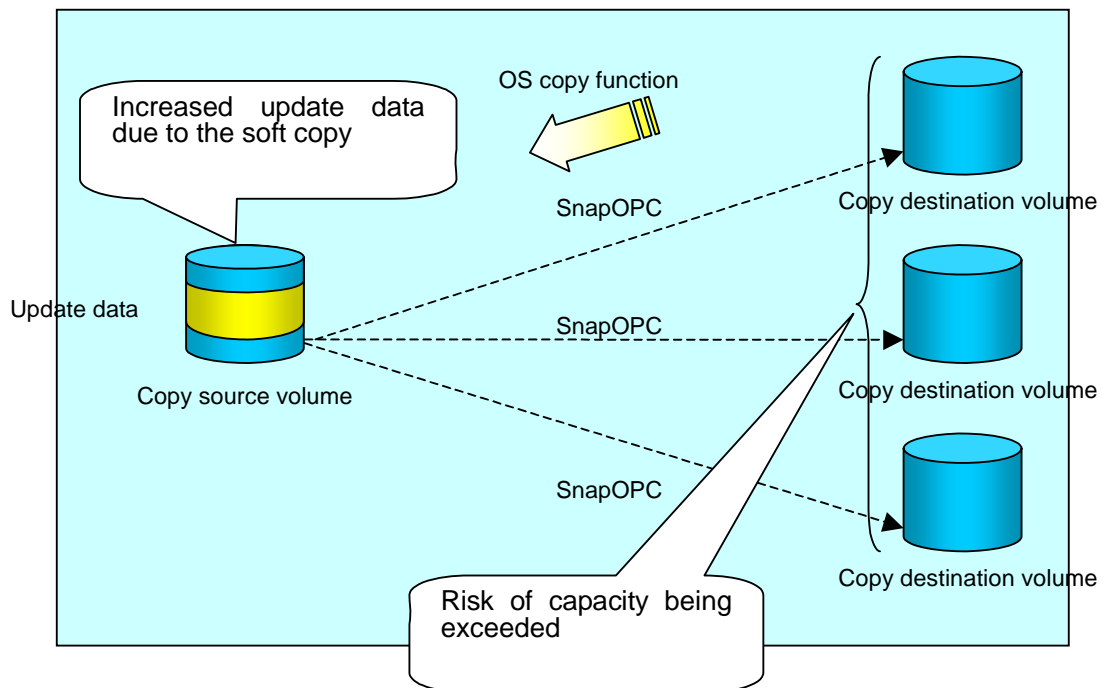 OS copy function
Increased update data
due to the soft copy
SnapOPC
Copy destination volume
Update data
SnapOPC
Copy source volume
Copy destination volume
SnapOPC
Copy destination volume
Risk of capacity being
exceeded